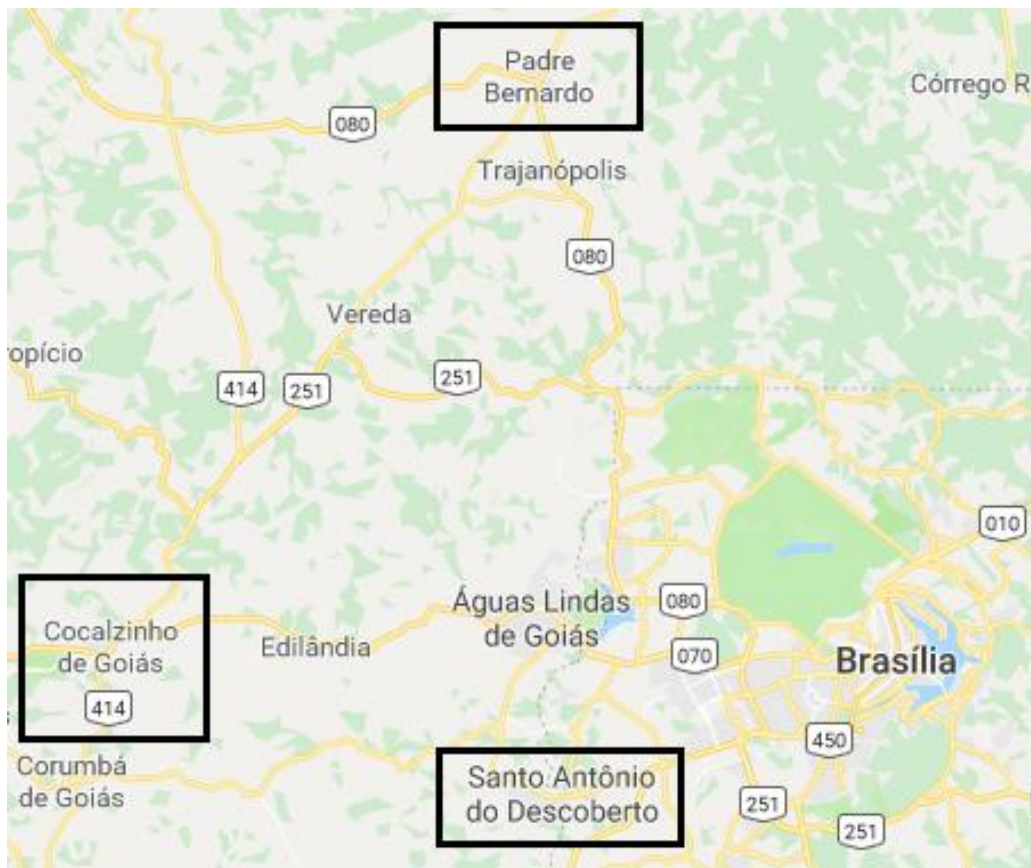 Padre
Bernardo
Córrego R
080
Trajanópolis
080
Vereda
ropício
251
414
251
010
Cocalzinho
de Goiás
Águas Lindas
de Goiás
080
Edilândia
070
Brasília
414
450
Corumbá
de Goiás
Santo Antônio
do Descoberto
251
251